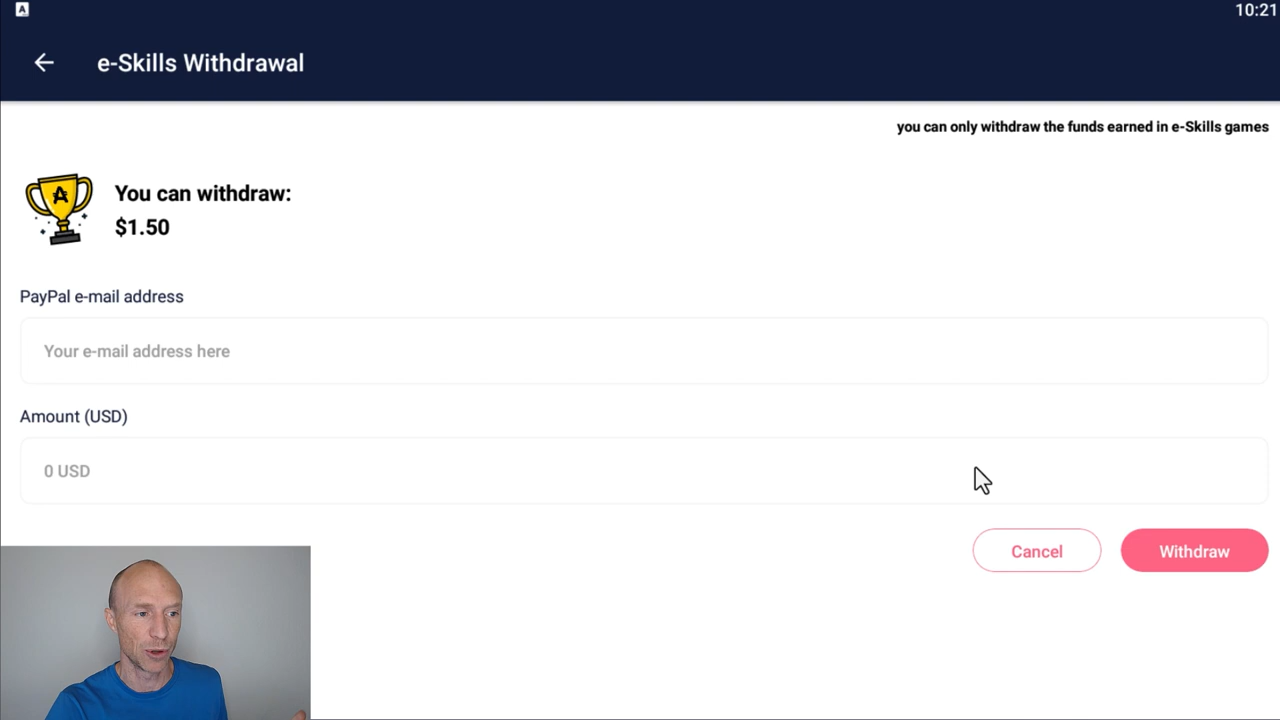 A
10:21
e-Skills Withdrawal
you can only withdraw the funds earned in e-Skills games
You can withdraw:
$1.50
PayPal e-mail address
Your e-mail address here
Amount (USD)
0 USD
Cancel
Withdraw